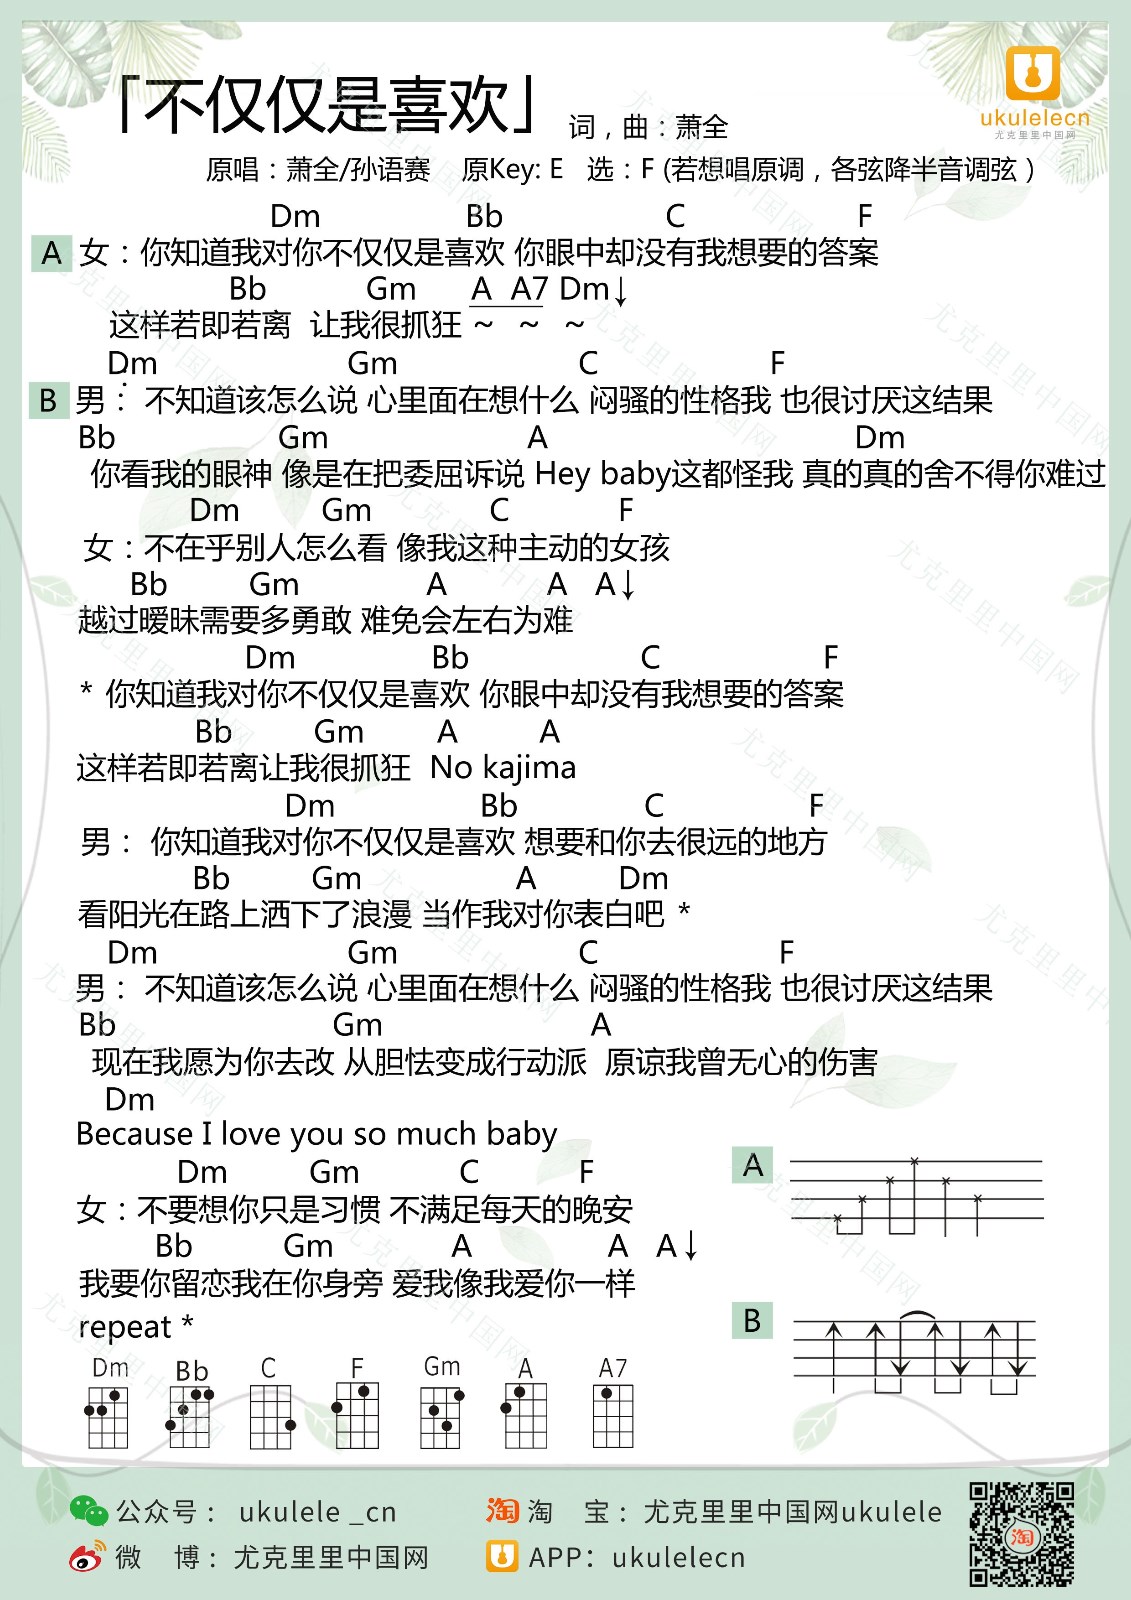 「不仅仅是喜欢」 词，曲：萧全
ukulelecn
尤克里里中国网
原唱：萧全/孙语赛 原Key: E 选：F (若想唱原调，各弦降半音调弦）
Dm Bb C F
A 女：你知道我对你不仅仅是喜欢 你眼中却没有我想要的答案
Bb Gm A A7 Dm↓
这样若即若离 让我很抓狂 ~ ~ ~
Dm Gm C F
B 男： 不知道该怎么说 心里面在想什么 闷骚的性格我 也很讨厌这结果
Bb Gm A Dm
你看我的眼神 像是在把委屈诉说 Hey baby这都怪我 真的真的舍不得你难过
Dm Gm C F
女：不在乎别人怎么看 像我这种主动的女孩
Bb Gm A A A↓
越过暧昧需要多勇敢 难免会左右为难
Dm Bb C F
* 你知道我对你不仅仅是喜欢 你眼中却没有我想要的答案
Bb Gm A A
这样若即若离让我很抓狂 No kajima
Dm Bb C F
男： 你知道我对你不仅仅是喜欢 想要和你去很远的地方
Bb Gm A Dm
看阳光在路上洒下了浪漫 当作我对你表白吧 *
Dm Gm C F
男： 不知道该怎么说 心里面在想什么 闷骚的性格我 也很讨厌这结果
Bb Gm A
现在我愿为你去改 从胆怯变成行动派 原谅我曾无心的伤害
Dm
Because I love you so much baby
Dm Gm C F
女：不要想你只是习惯 不满足每天的晚安
Bb Gm A A A↓
我要你留恋我在你身旁 爱我像我爱你一样
repeat *
A
B
Dm Bb C F Gm A A7
公众号： ukulele _cn
淘 宝：尤克里里中国网ukulele
微 博：尤克里里中国网
APP：ukulelecn
淘